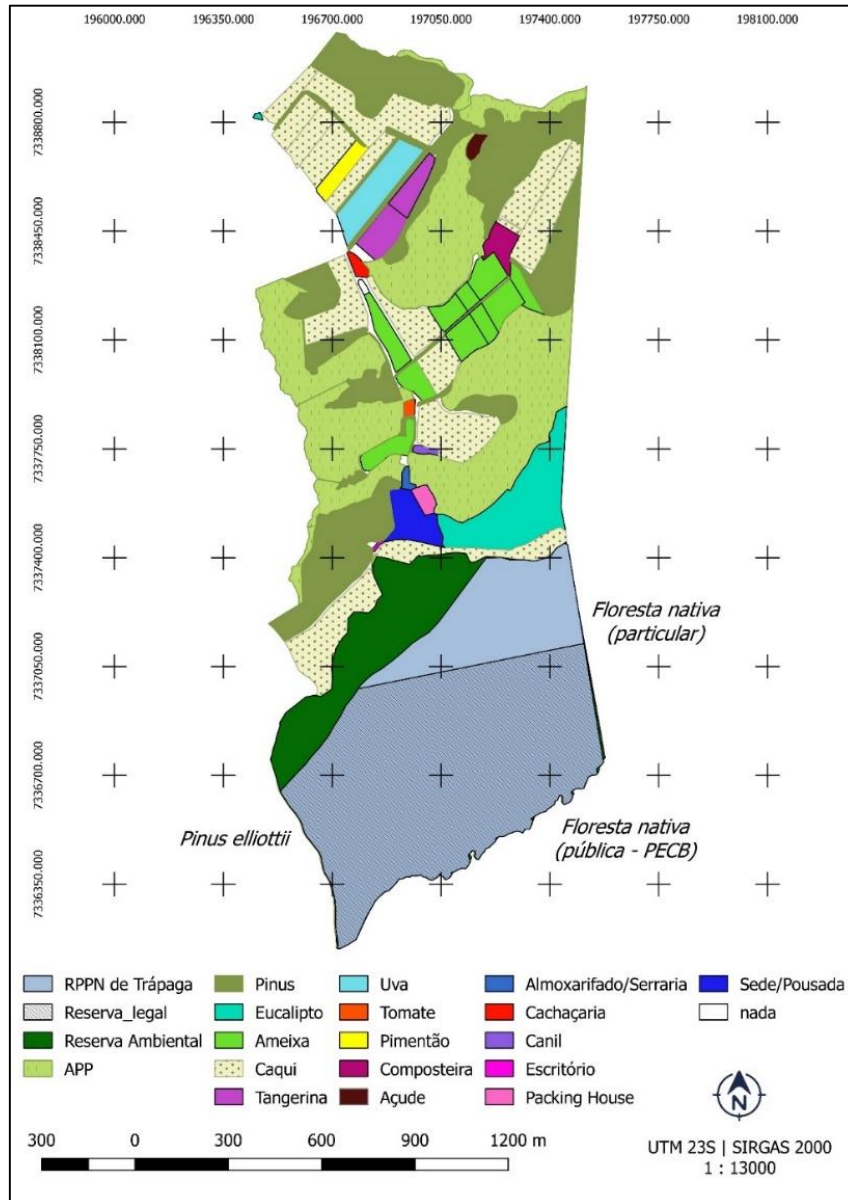 196000.000 196350.000 196700.000 197050.000 197400.000 197750.000 198100.000
7338800.000
7338450.000
7338100.000
7337750.000
7337400.000
7337050.000
7336700.000
7336350.000
Floresta nativa
(particular)
Pinus elliottii
Floresta nativa
(pública - PECB)
RPPN de Trápaga
Reserva_legal
Reserva Ambiental
APP
Pinus
Eucalipto
Ameixa
Caqui
Tangerina
Uva
Tomate
Pimentão
Composteira
Açude
Almoxarifado/Serraria
Cachaçaria
Canil
Escritório
Packing House
Sede/Pousada
nada
N
300 0 300 600 900 1200 m
UTM 23S | SIRGAS 2000
1 : 13000